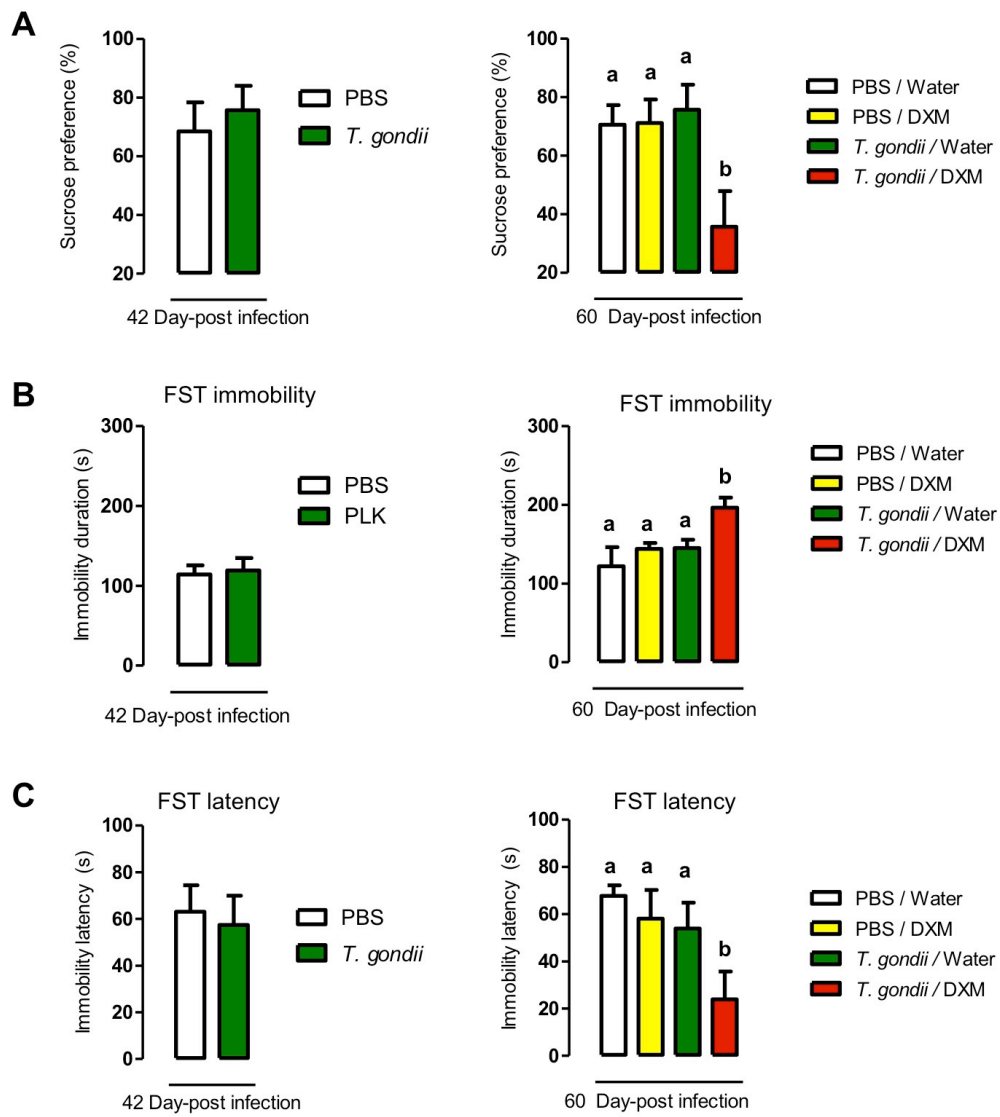 A
Sucrose preference (%)
100
80
60
40
20
PBS
T. gondii
42 Day-post infection
Sucrose preference (%)
100
80
60
40
20
a
a
a
b
PBS / Water
PBS / DXM
T. gondii / Water
T. gondii / DXM
60 Day-post infection
B
FST immobility
Immobility duration (s)
300
200
100
0
PBS
PLK
42 Day-post infection
FST immobility
Immobility duration (s)
300
200
100
0
a
a
a
b
PBS / Water
PBS / DXM
T. gondii / Water
T. gondii / DXM
60 Day-post infection
C
FST latency
Immobility latency (s)
100
80
60
40
20
0
PBS
T. gondii
42 Day-post infection
FST latency
Immobility latency (s)
100
80
60
40
20
0
a
a
a
b
PBS / Water
PBS / DXM
T. gondii / Water
T. gondii / DXM
60 Day-post infection